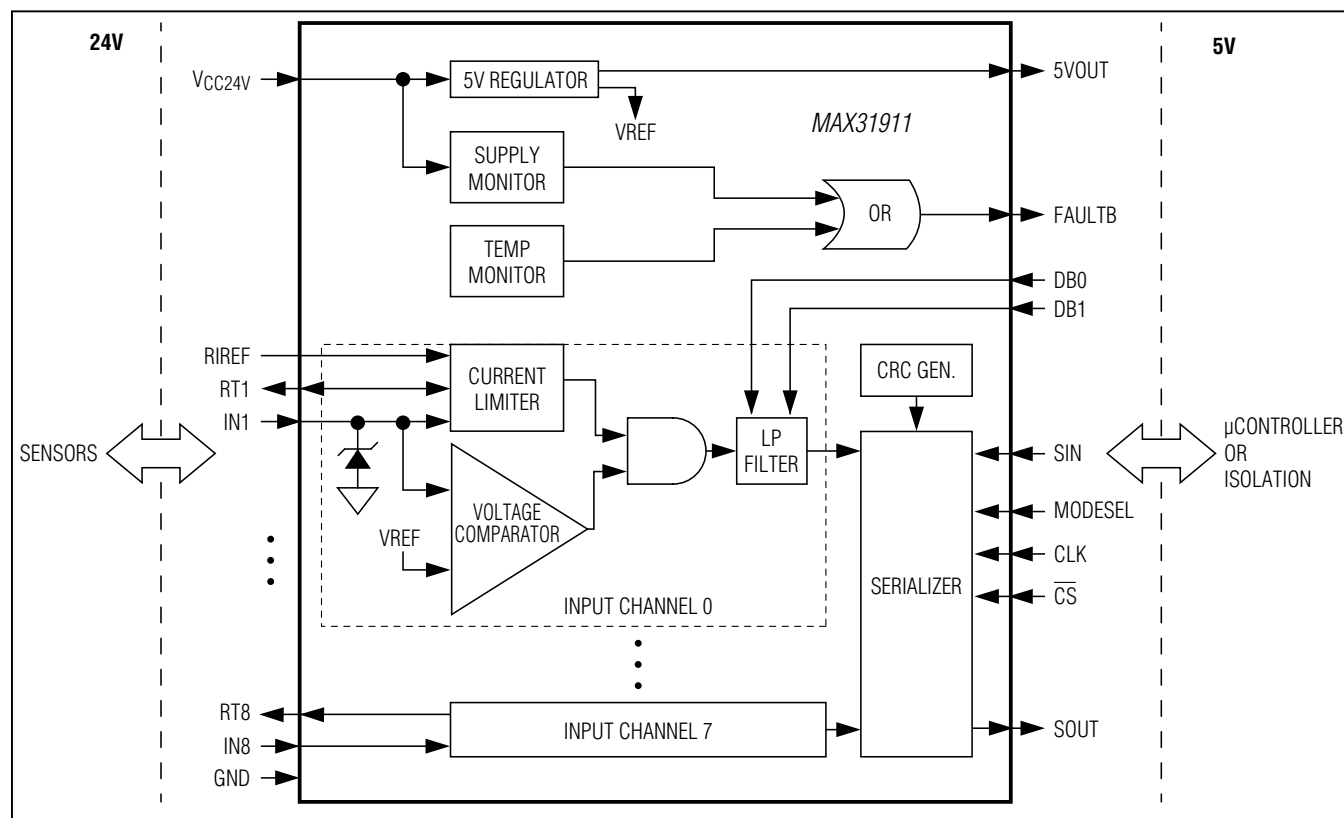 24V
5V
VCC24V
5V REGULATOR
5VOUT
VREF
MAX31911
SUPPLY
MONITOR
OR
FAULTB
TEMP
MONITOR
DB0
DB1
RIREF
RT1
IN1
CURRENT
LIMITER
CRC GEN.
LP
FILTER
SENSORS
VOLTAGE
COMPARATOR
VREF
SIN
MODESEL
CLK
CS
µCONTROLLER
OR
ISOLATION
SERIALIZER
INPUT CHANNEL 0
RT8
IN8
GND
INPUT CHANNEL 7
SOUT